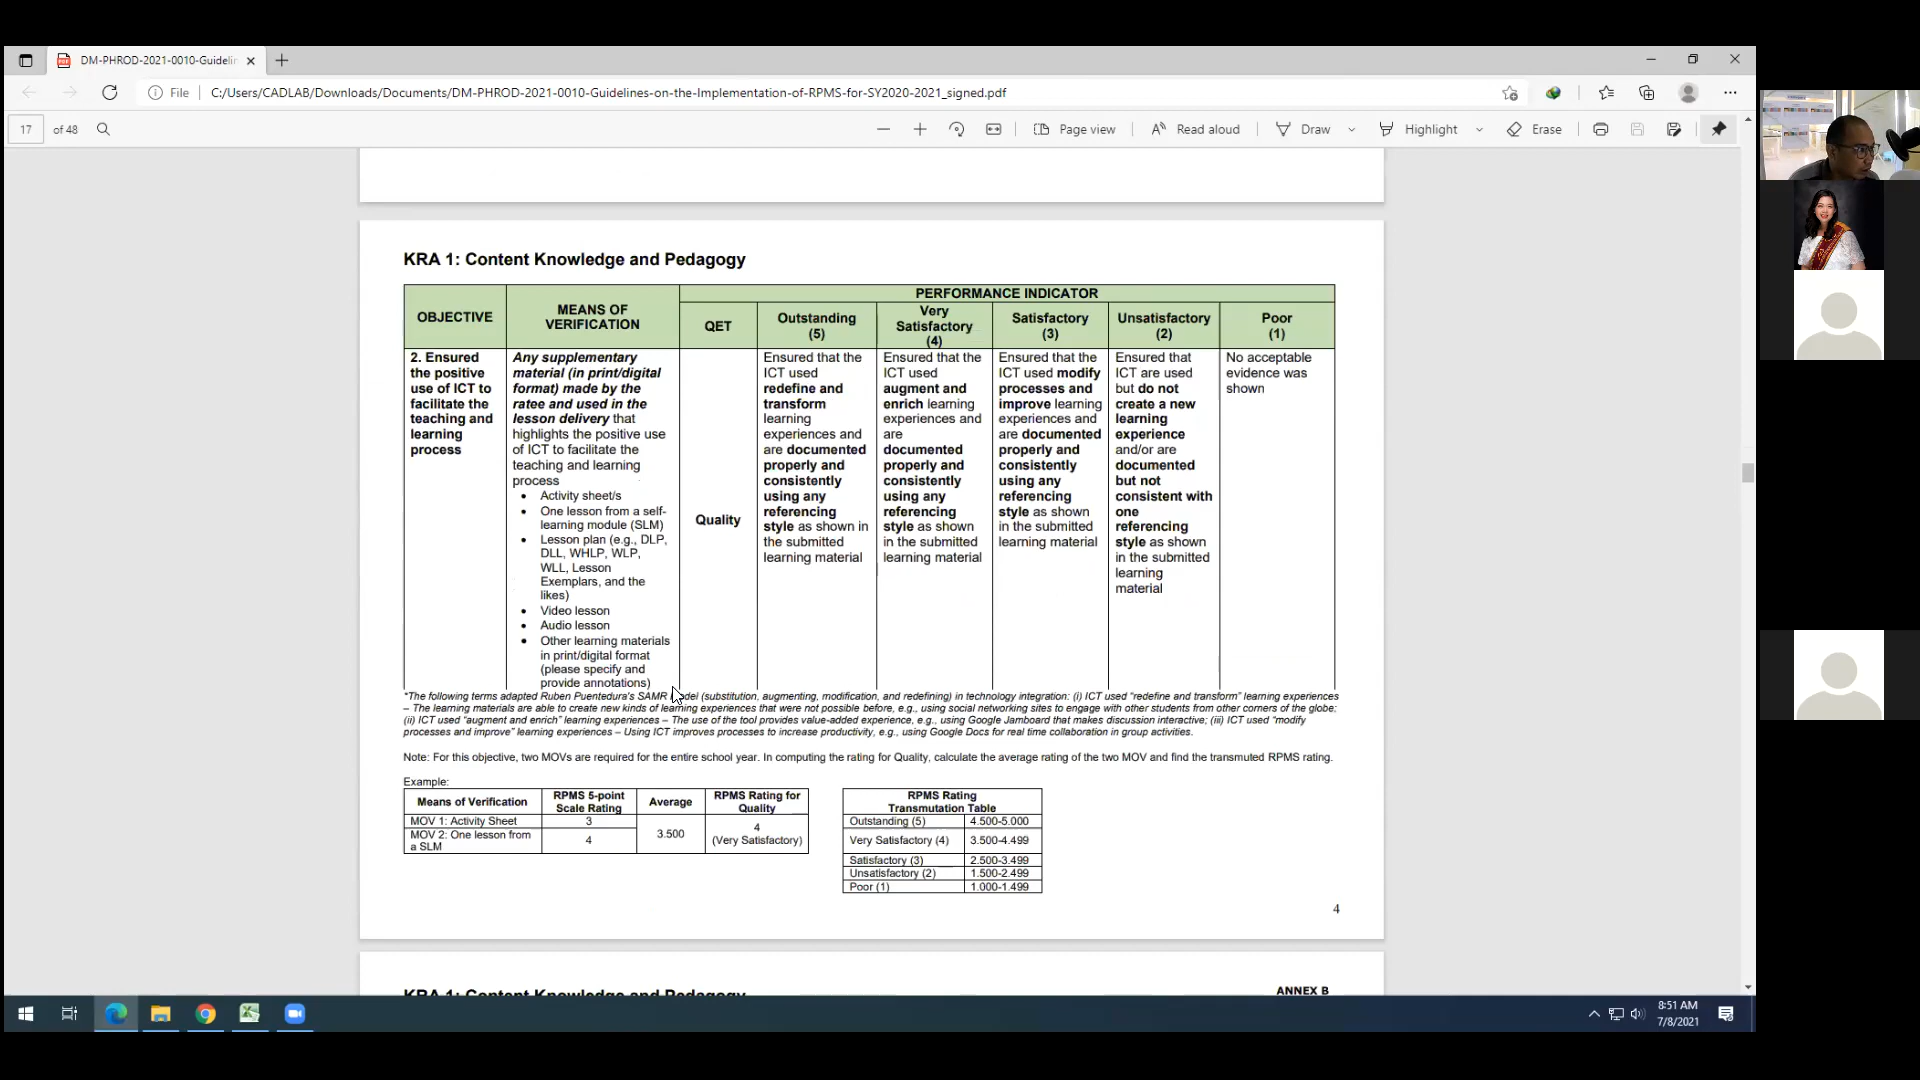 DM-PHROD-2021-0010-Guidelin
File
C:/Users/CADLAB/Downloads/Documents/DM-PHROD-2021-0010-Guidelines-on-the-Implementation-of-RPMS-for-SY2020-2021_signed.pdf
17 of 48
Page view
Read aloud
Draw
Highlight
Erase
KRA 1: Content Knowledge and Pedagogy
OBJECTIVE
MEANS OF
VERIFICATION
PERFORMANCE INDICATOR
QET
Outstanding
(5)
Very
Satisfactory
(4)
Satisfactory
(3)
Unsatisfactory
(2)
Poor
(1)
2. Ensured
the positive
use of ICT to
facilitate the
teaching and
learning
process
Any supplementary
material (in print/digital
format) made by the
ratee and used in the
lesson delivery that
highlights the positive use
of ICT to facilitate the
teaching and learning
process
• Activity sheet/s
• One lesson from a self-
learning module (SLM)
• Lesson plan (e.g., DLP,
DLL, WHLP, WLP,
WLL, Lesson
Exemplars, and the
likes)
• Video lesson
• Audio lesson
• Other learning materials
in print/digital format
(please specify and
provide annotations)
Quality
Ensured that the
ICT used
redefine and
transform
learning
experiences and
are documented
properly and
consistently
using any
referencing
style as shown in
the submitted
learning material
Ensured that the
ICT used
augment and
enrich learning
experiences and
are
documented
properly and
consistently
using any
referencing
style as shown
in the submitted
learning material
Ensured that the
ICT used modify
processes and
improve learning
experiences and
are documented
properly and
consistently
using any
referencing
style as shown
in the submitted
learning material
Ensured that
ICT are used
but do not
create a new
learning
experience
and/or are
documented
but not
consistent with
one
referencing
style as shown
in the submitted
learning
material
No acceptable
evidence was
shown
*The following terms adapted Ruben Puentedura's SAMR model (substitution, augmenting, modification, and redefining) in technology integration: (i) ICT used "redefine and transform" learning experiences
– The learning materials are able to create new kinds of learning experiences that were not possible before, e.g., using social networking sites to engage with other students from other corners of the globe;
(ii) ICT used "augment and enrich" learning experiences – The use of the tool provides value-added experience, e.g., using Google Jamboard that makes discussion interactive; (iii) ICT used "modify
processes and improve" learning experiences – Using ICT improves processes to increase productivity, e.g., using Google Docs for real time collaboration in group activities.
Note: For this objective, two MOVs are required for the entire school year. In computing the rating for Quality, calculate the average rating of the two MOV and find the transmuted RPMS rating.
Example:
Means of Verification
RPMS 5-point
Scale Rating
Average
RPMS Rating for
Quality
MOV 1: Activity Sheet
3
MOV 2: One lesson from
a SLM
4
3.500
4
(Very Satisfactory)
RPMS Rating
Transmutation Table
Outstanding (5) 4.500-5.000
Very Satisfactory (4) 3.500-4.499
Satisfactory (3) 2.500-3.499
Unsatisfactory (2) 1.500-2.499
Poor (1) 1.000-1.499
4
ANNEX B
KRA 1: Content Knowledge and Pedagogy
8:51 AM
7/8/2021